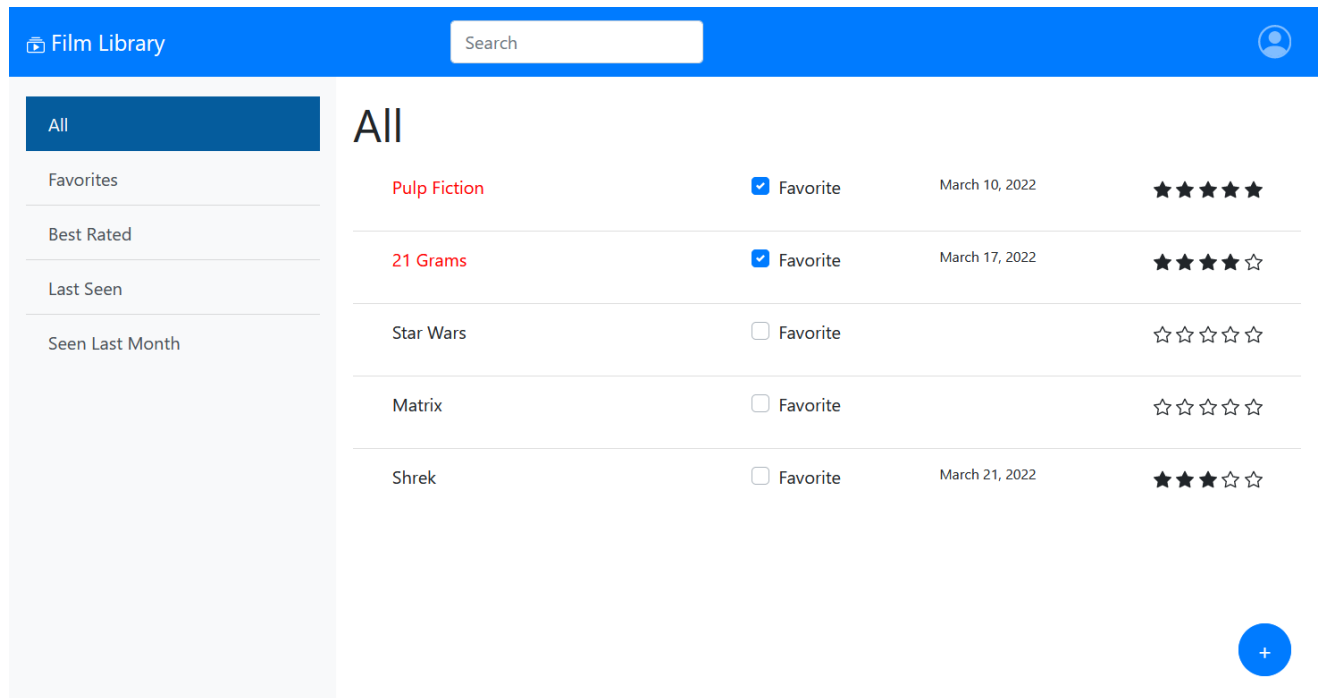 Film Library
Search
All
Favorites
Best Rated
Last Seen
Seen Last Month
All
Pulp Fiction Favorite March 10, 2022
21 Grams Favorite March 17, 2022
Star Wars Favorite
Matrix Favorite
Shrek Favorite March 21, 2022
+